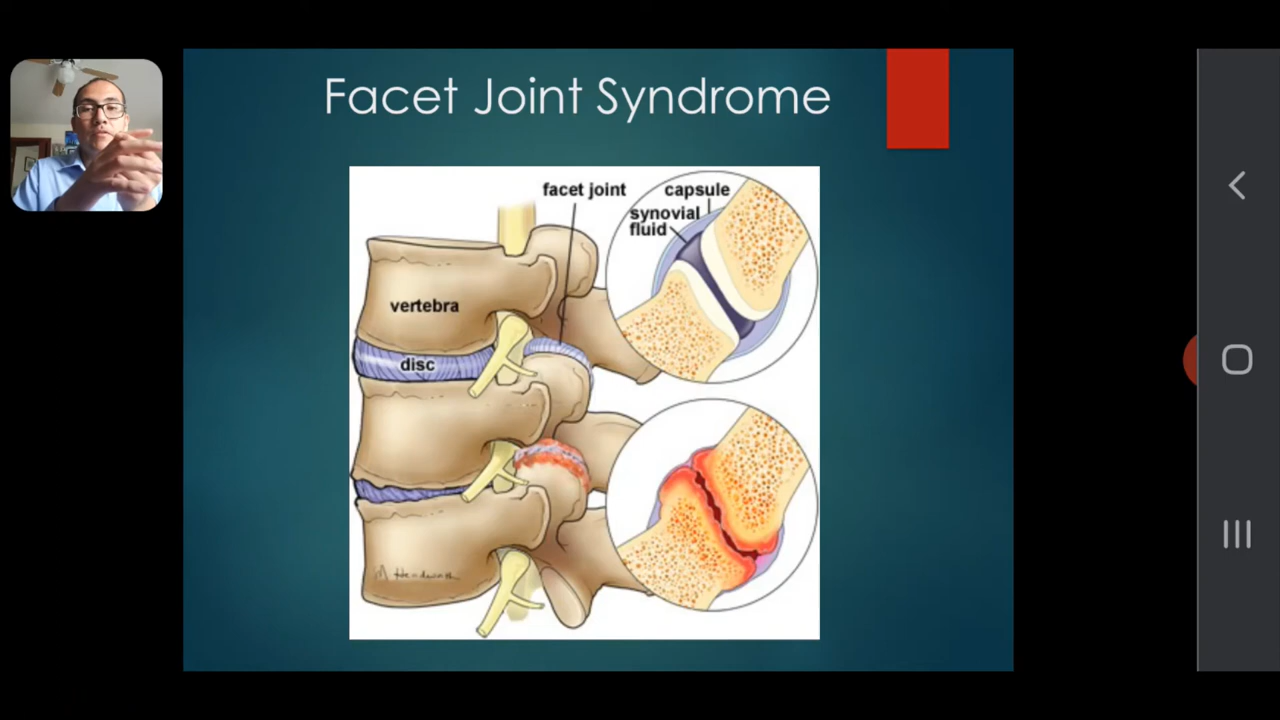 Facet Joint Syndrome
facet joint
capsule
synovial
fluid
vertebra
disc